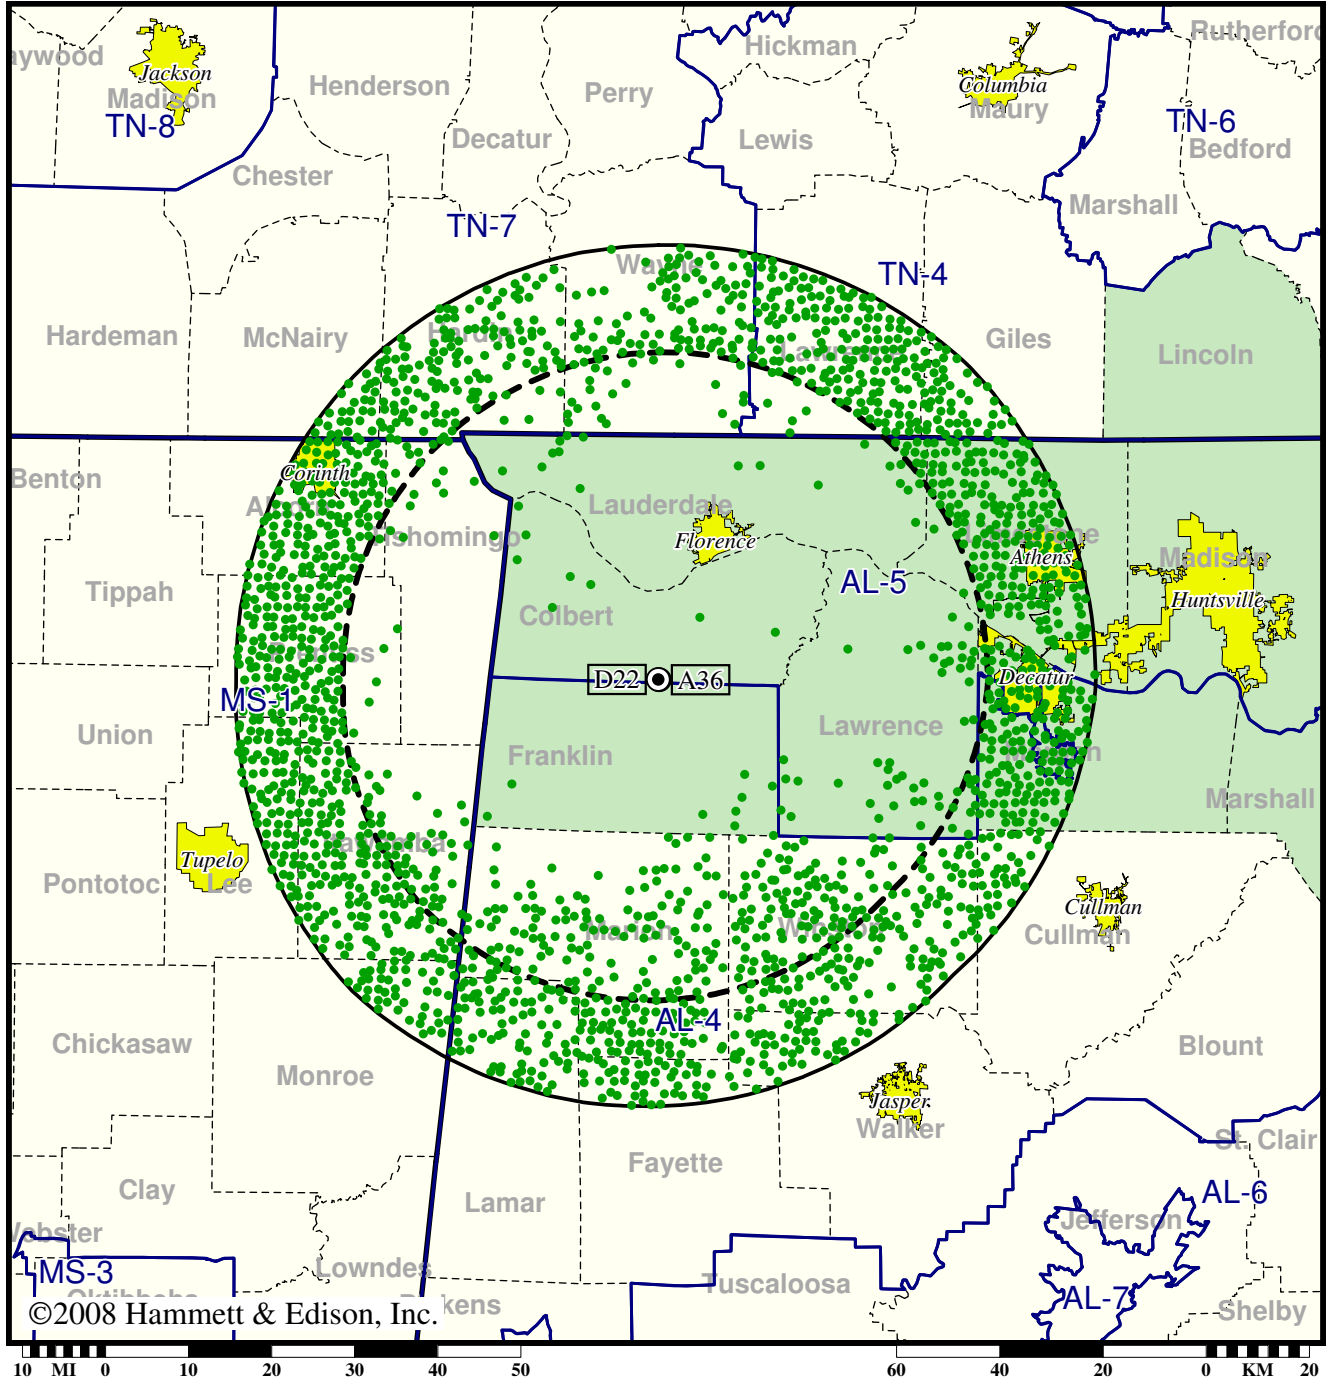 Rutherford
Hickman
aywood
Jackson
Madison
TN-8
Henderson
Perry
Columbia
Maury
TN-6
Decatur
Lewis
Bedford
Chester
Marshall
TN-7
Wayne
TN-4
Hardeman
McNairy
Hardin
Lawrence
Giles
Lincoln
Benton
Corinth
Alcorn
Lauderdale
Tishomingo
Florence
Limestone
Athens
Madison
Tippah
AL-5
Huntsville
Colbert
Prentiss
D22
A36
Decatur
MS-1
Union
Franklin
Lawrence
Morgan
Marshall
Itawamba
Tupelo
Pontotoc
Lee
Marion
Winston
Cullman
Cullman
AL-4
Chickasaw
Monroe
Blount
Jasper
Walker
St. Clair
Fayette
Clay
Lamar
AL-6
Jefferson
Webster
MS-3
Lowndes
Tuscaloosa
Oktibbeha
AL-7
Shelby
©2008 Hammett & Edison, Inc.
kens
10 MI 0 10 20 30 40 50
60 40 20 0 KM 20